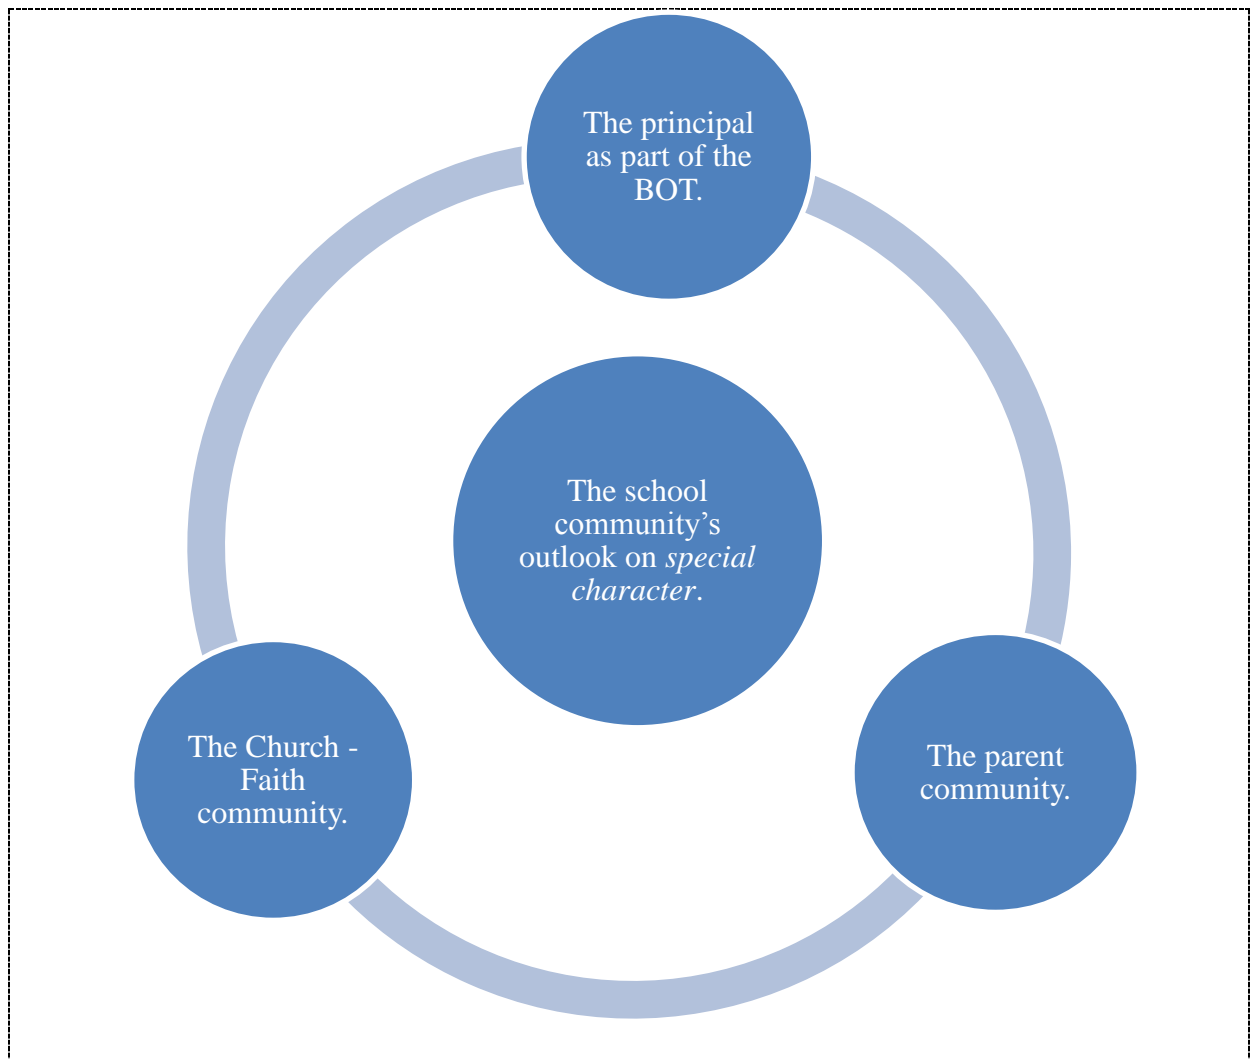 The principal
as part of the
BOT.
The school
community’s
outlook on special
character.
The Church -
Faith
community.
The parent
community.